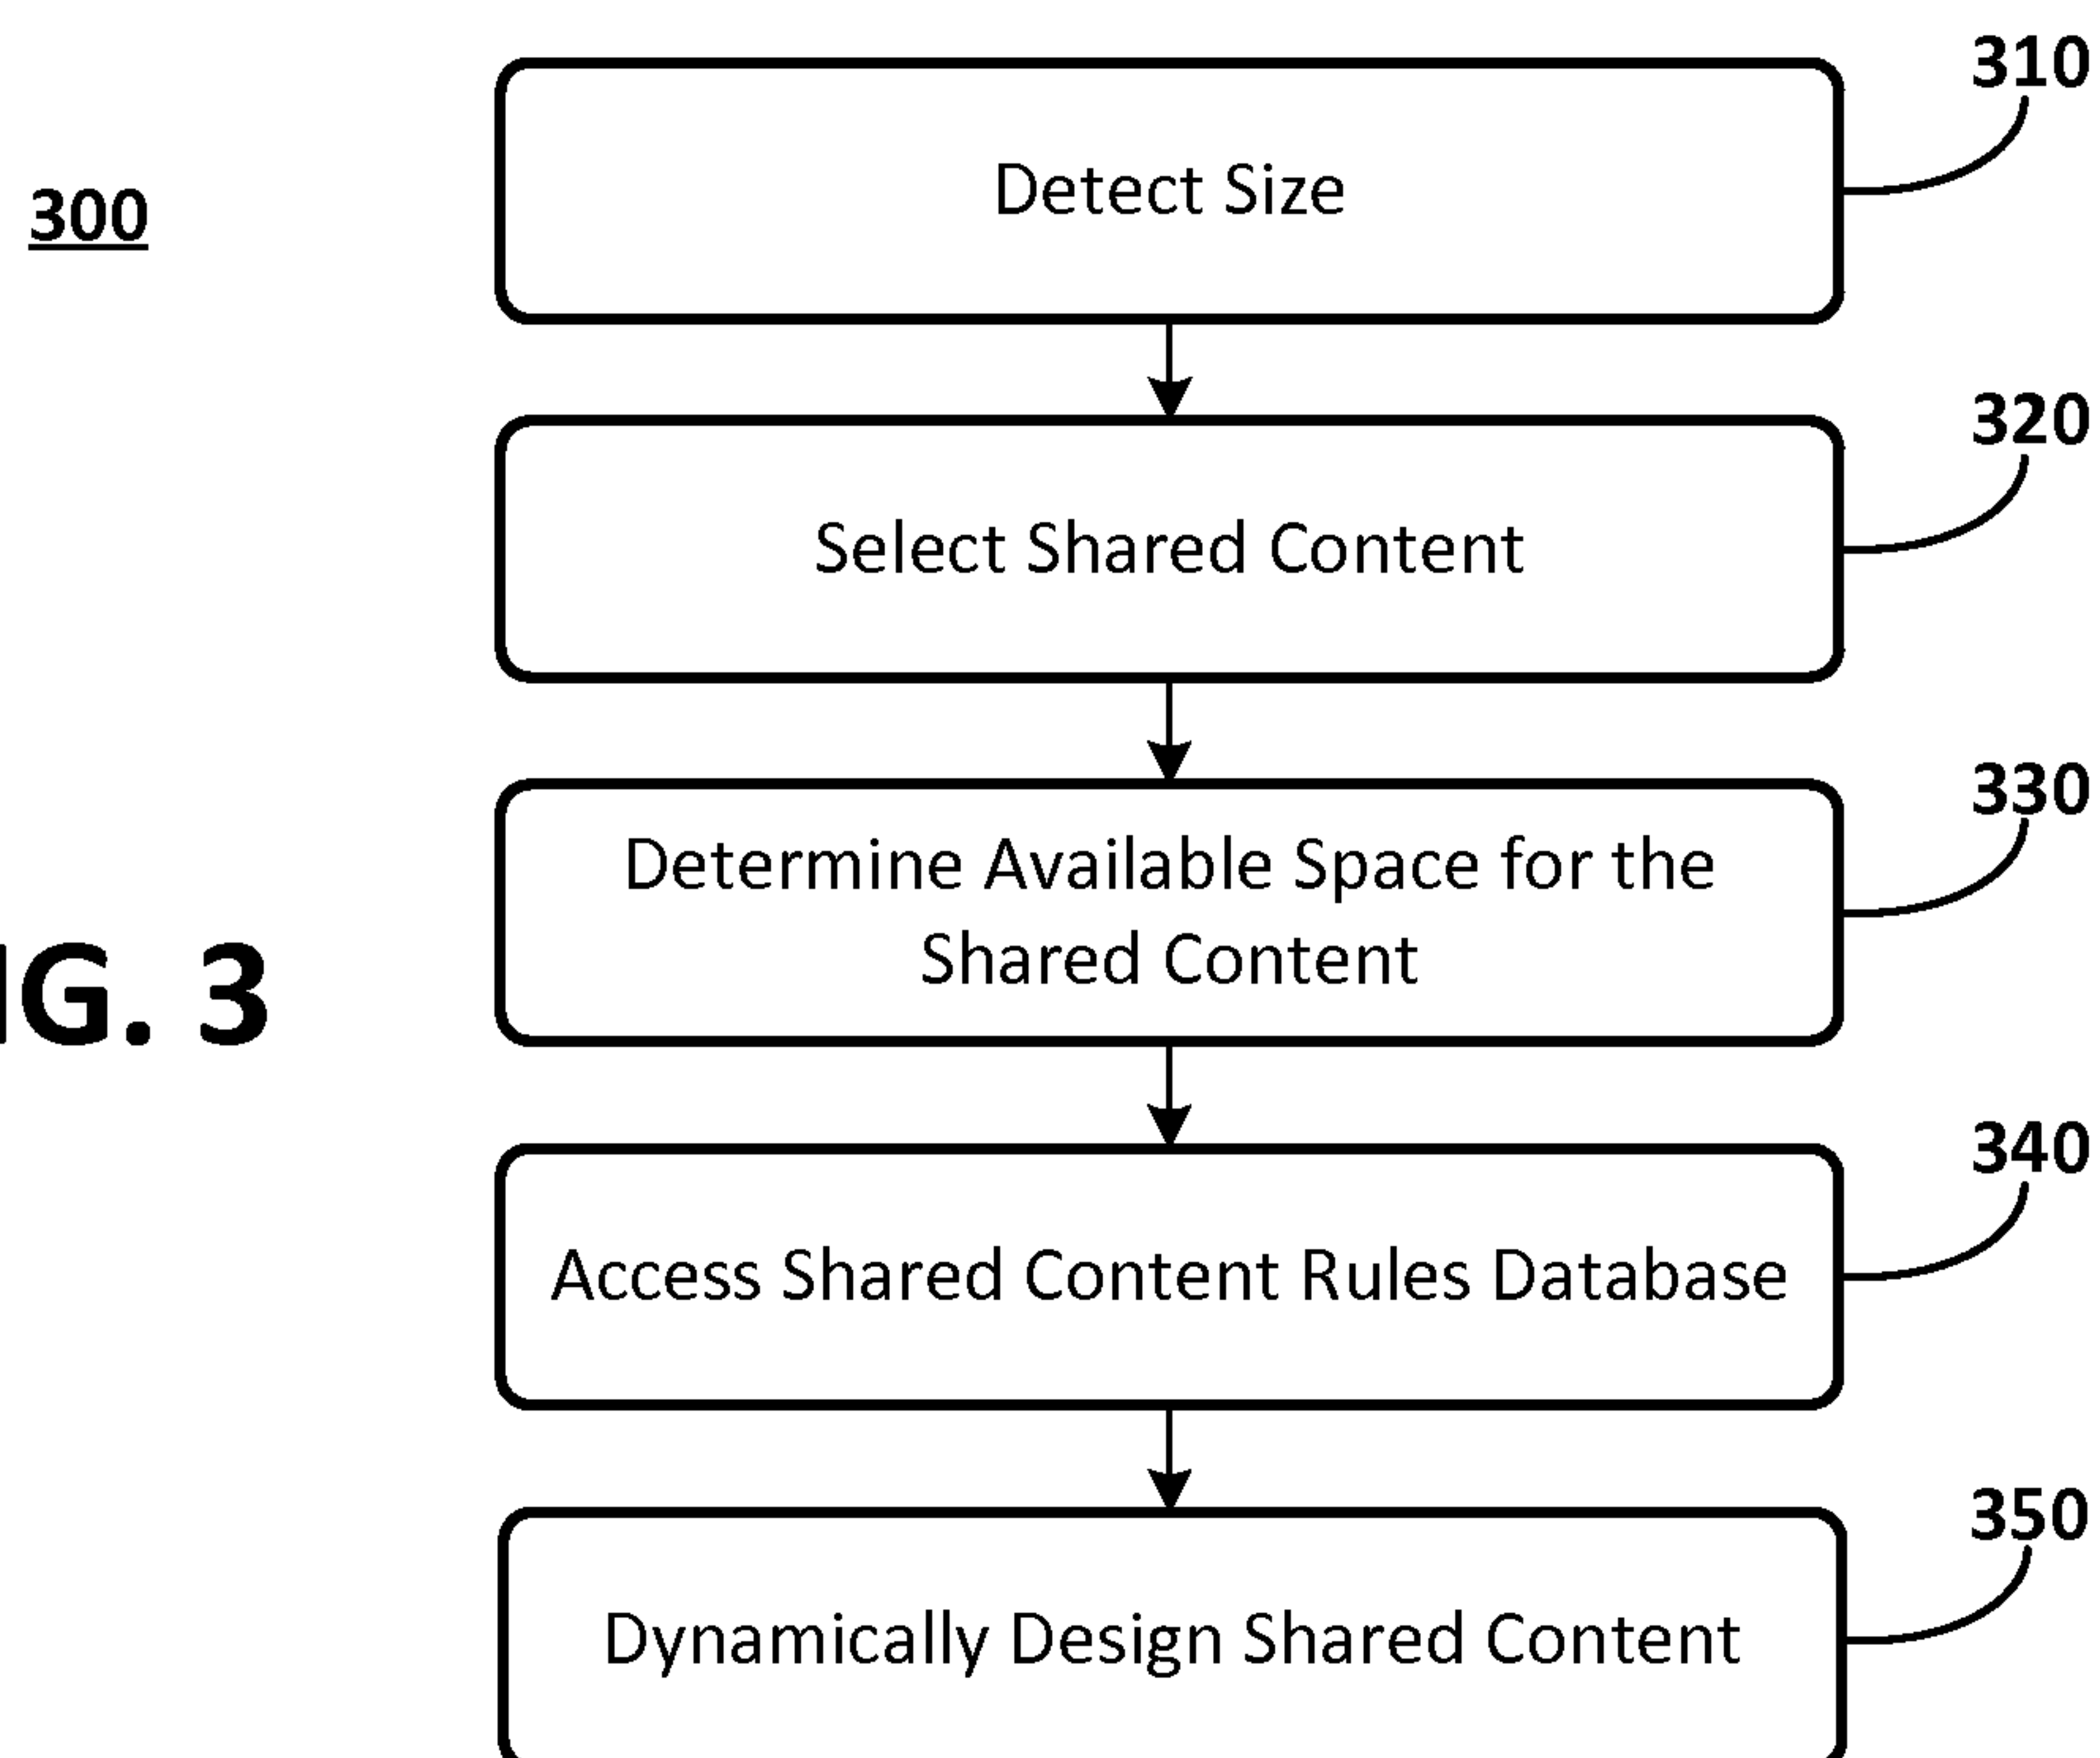 310
300
Detect Size
320
Select Shared Content
330
Determine Available Space for the
Shared Content
G. 3
340
Access Shared Content Rules Database
350
Dynamically Design Shared Content